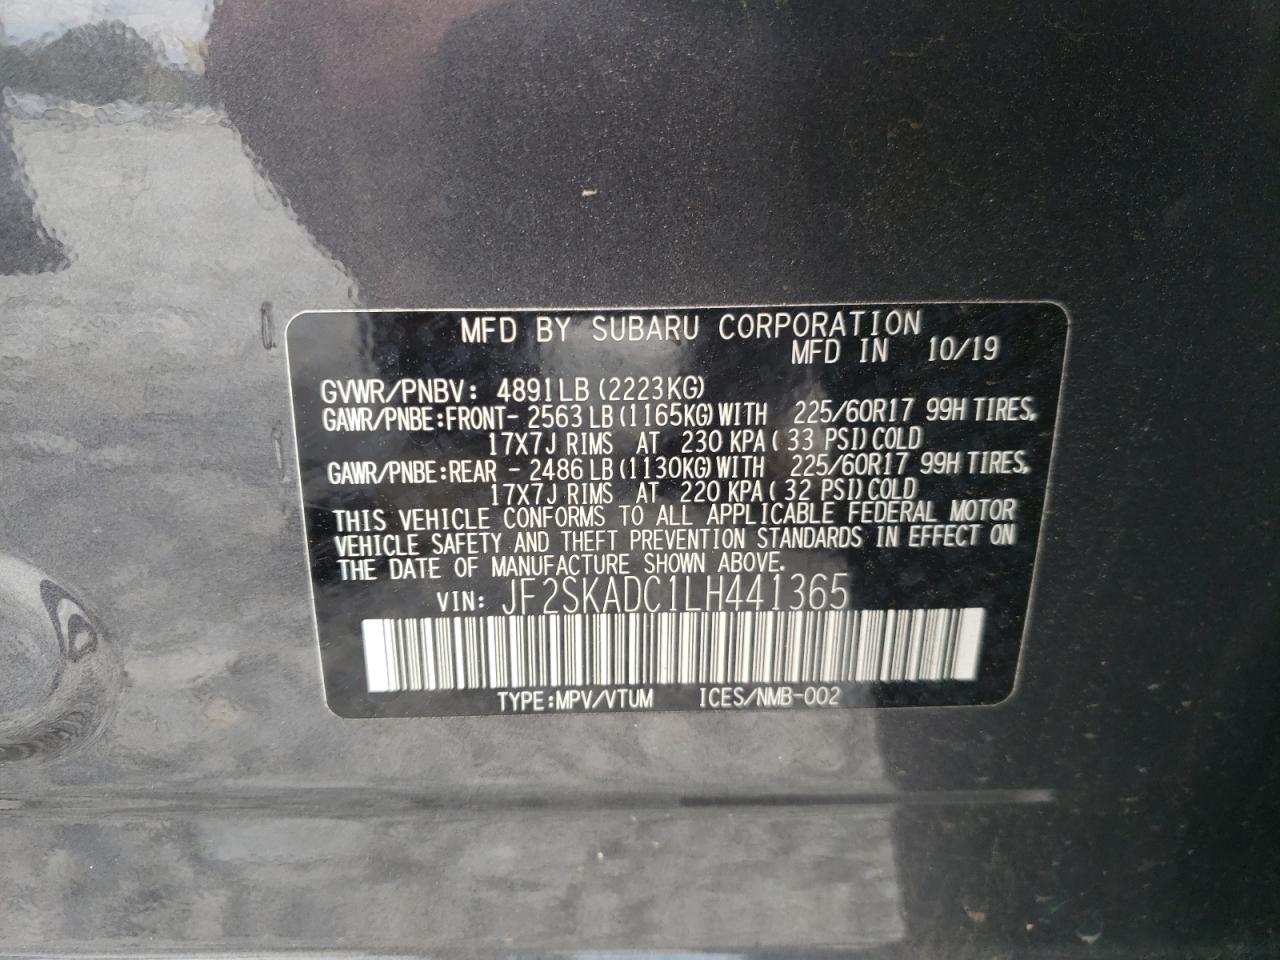 MFD BY SUBARU CORPORATION
MFD IN 10/19
GVWR/PNBV: 4891LB (2223KG)
GAWR/PNBE:FRONT- 2563LB (1165KG) WITH 225/60R17 99H TIRES,
17X7J RIMS AT 230 KPA( 33 PSI) COLD
GAWR/PNBE:REAR - 2486LB (1130KG) WITH 225/60R17 99H TIRES,
17X7J RIMS AT 220 KPA( 32 PSI) COLD
THIS VEHICLE CONFORMS TO ALL APPLICABLE FEDERAL MOTOR
VEHICLE SAFETY AND THEFT PREVENTION STANDARDS IN EFFECT ON
THE DATE OF MANUFACTURE SHOWN ABOVE.
VIN: JF2SKADC1LH441365
TYPE:MPV/VTUM ICES/NMB-002